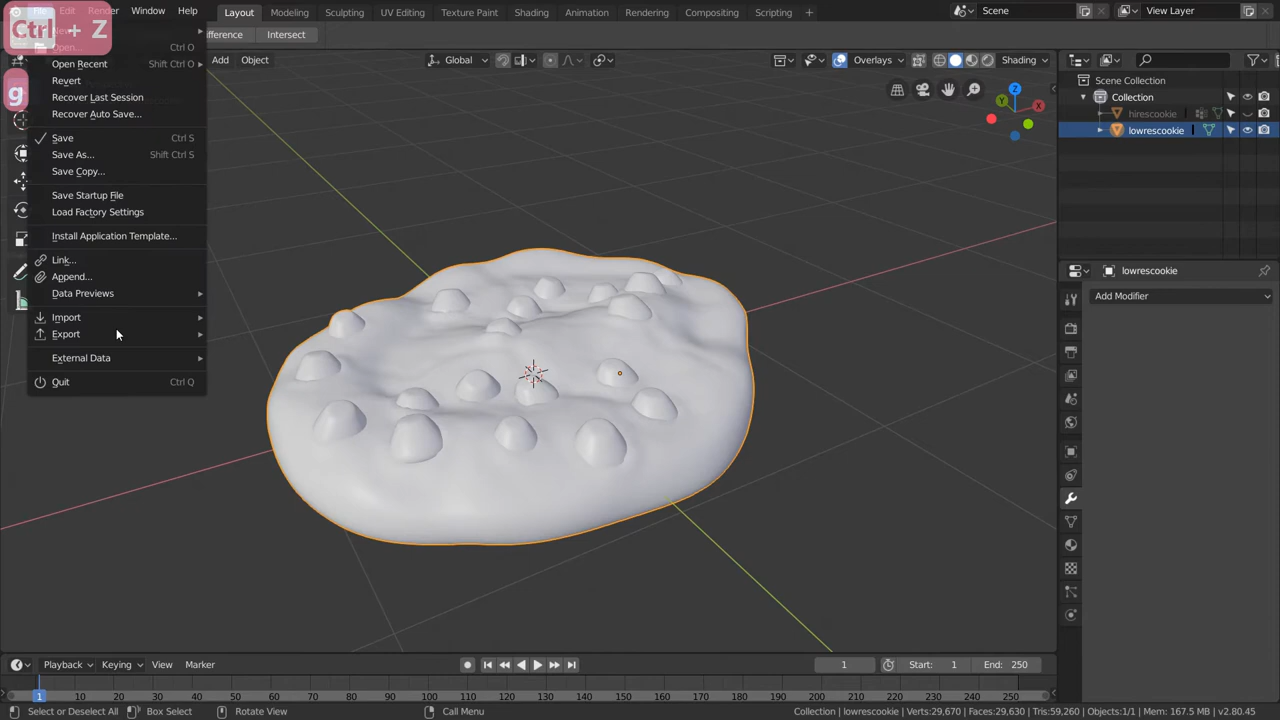 File Edit Render Window Help
Layout Modeling Sculpting UV Editing Texture Paint Shading Animation Rendering Compositing Scripting +
Scene
View Layer
Ctrl + Z
Open... Ctrl O
fference Intersect
Open Recent Shift Ctrl O
Add Object
Global
Overlays
Shading
Revert
Recover Last Session
Recover Auto Save...
g
Save Ctrl S
Save As... Shift Ctrl S
Save Copy...
Save Startup File
Load Factory Settings
Install Application Template...
Link...
Append...
Data Previews
Import
Export
External Data
Quit Ctrl Q
Z
Y
X
Scene Collection
Collection
hirescookie
lowrescookie
lowrescookie
Add Modifier
Playback Keying View Marker
1
Start: 1
End: 250
1 10 20 30 40 50 60 70 80 90 100 110 120 130 140 150 160 170 180 190 200 210 220 230 240 250
Select or Deselect All Box Select Rotate View Call Menu
Collection | lowrescookie | Verts:29,670 | Faces:29,630 | Tris:59,260 | Objects:1/1 | Mem: 167.5 MB | v2.80.45